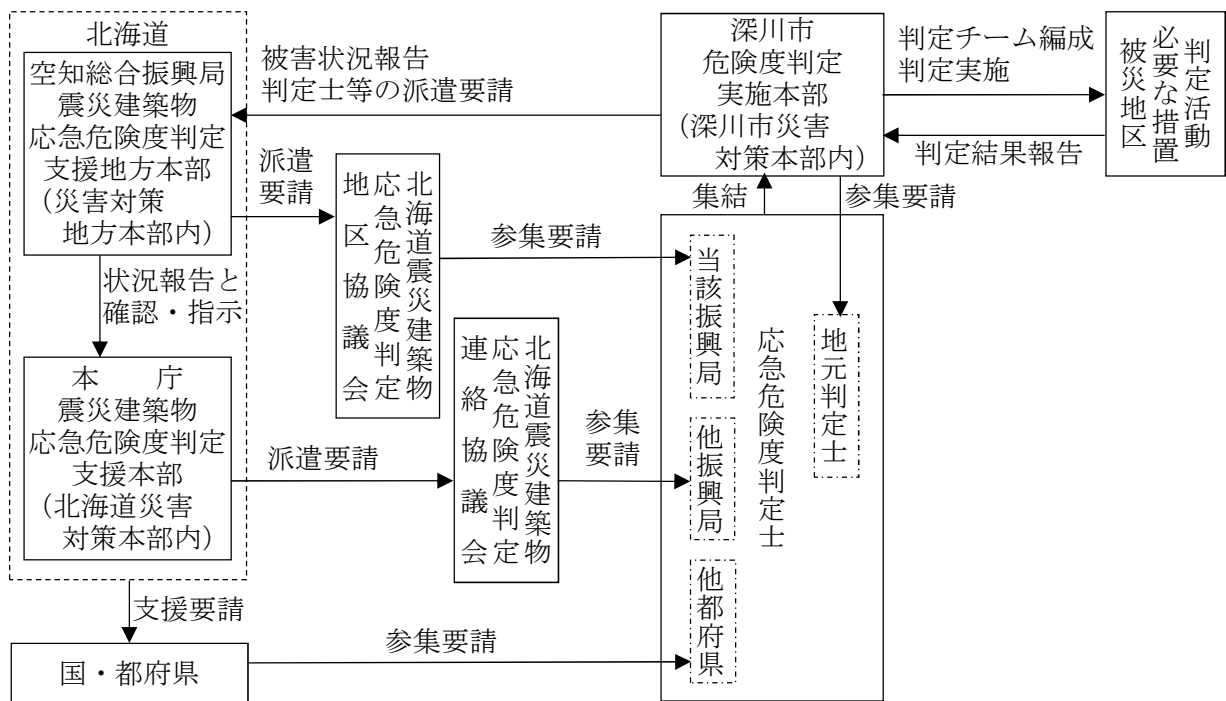 北海道
空知総合振興局
震災建築物
応急危険度判定
支援地方本部
（災害対策
地方本部内）
状況報告と
確認・指示
本　　庁
震災建築物
応急危険度判定
支援本部
（北海道災害
対策本部内）
支援要請
国・都府県
被害状況報告
判定士等の派遣要請
派遣
要請
北海道震災建築物
応急危険度判定
地区協議会
参集要請
派遣要請
北海道震災建築物
応急危険度判定
連絡協議会
参集
要請
参集要請
深川市
危険度判定
実施本部
（深川市災害
対策本部内）
集結
参集要請
当該振興局
他振興局
他都府県
応急危険度判定士
地元判定士
判定チーム編成
判定実施
判定結果報告
判定活動
必要な措置
被災地区